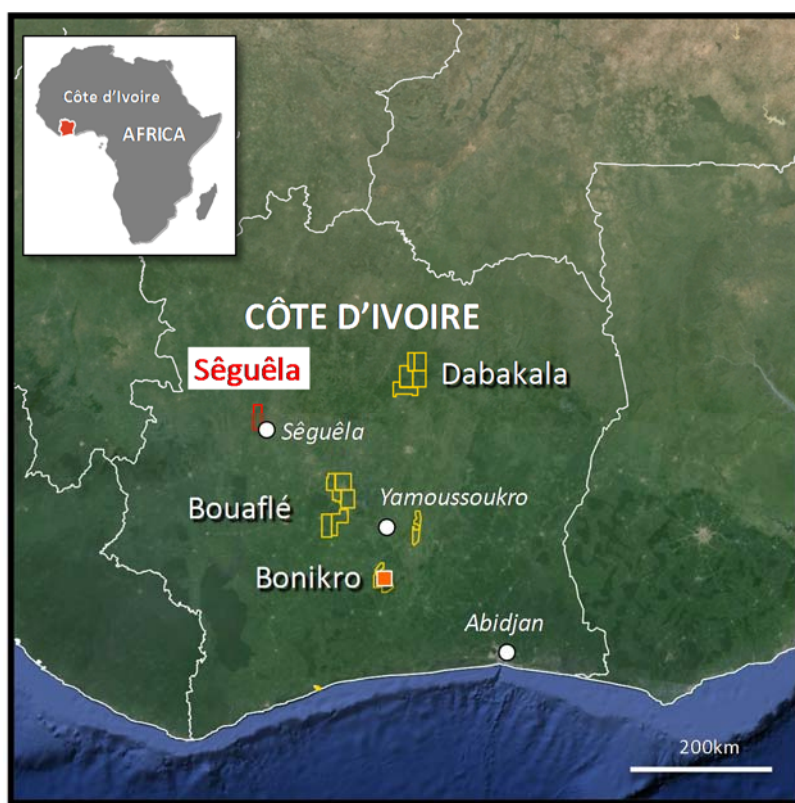 Côte d'Ivoire
AFRICA
CÔTE D'IVOIRE
Sêguêla
Dabakala
Sêguêla
Bouaflé
Yamoussoukro
Bonikro
Abidjan
200km